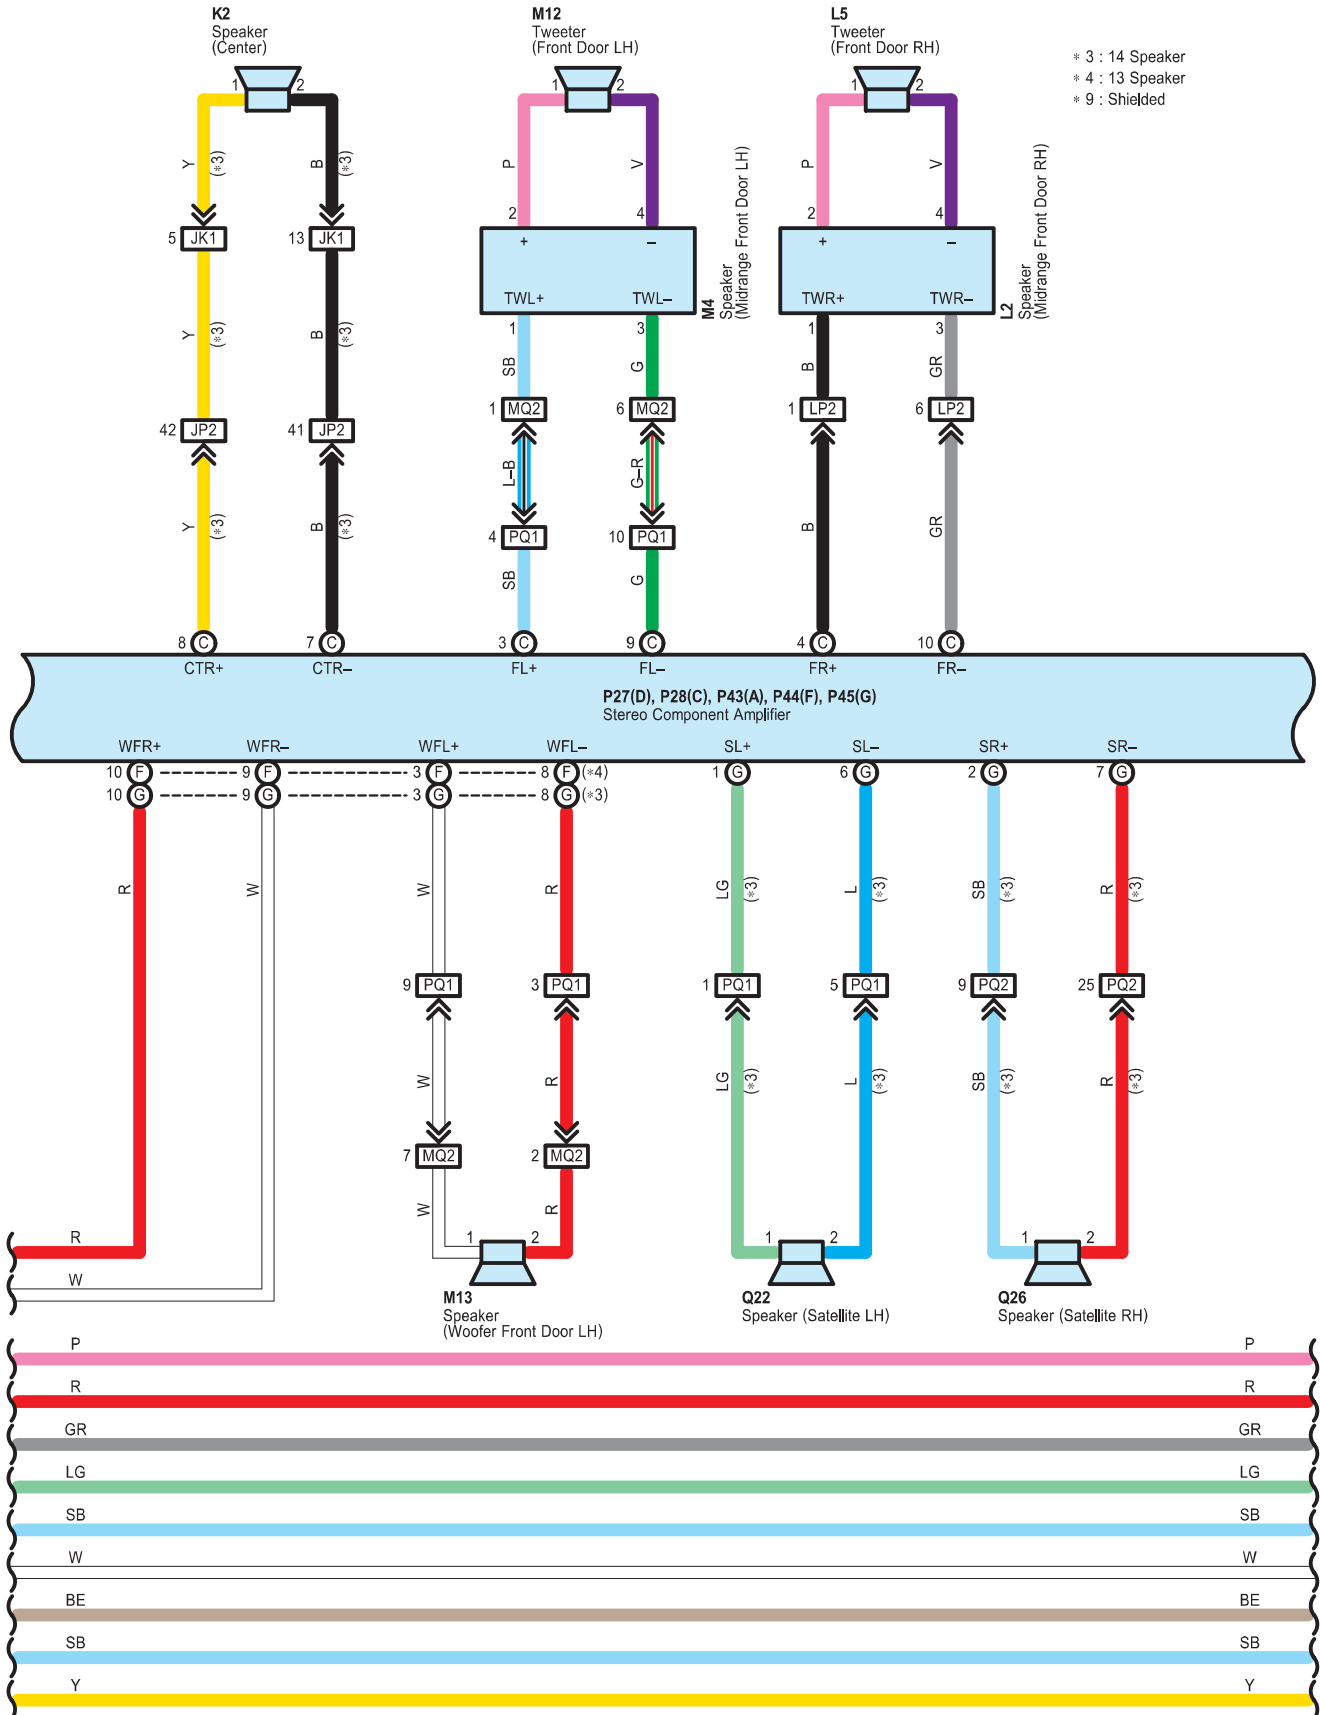 K2
Speaker
(Center)
M12
Tweeter
(Front Door LH)
L5
Tweeter
(Front Door RH)
* 3 : 14 Speaker
* 4 : 13 Speaker
* 9 : Shielded
1 2 1 2 1 2
Y (*3) B (*3) P V P V
2 4 2 4
5 JK1 13 JK1
+ – + –
TWL+ TWL– TWR+ TWR–
M4
Speaker
(Midrange Front Door LH)
L2
Speaker
(Midrange Front Door RH)
1 3 1 3
Y (*3) B (*3) SB G B GR
42 JP2 41 JP2 1 MQ2 6 MQ2 1 LP2 6 LP2
L–B G–R
Y (*3) B (*3) B GR
4 PQ1 10 PQ1
SB G
8 C 7 C 3 C 9 C 4 C 10 C
CTR+ CTR– FL+ FL– FR+ FR–
P27(D), P28(C), P43(A), P44(F), P45(G)
Stereo Component Amplifier
WFR+ WFR– WFL+ WFL– SL+ SL– SR+ SR–
10 F 9 F 3 F 8 F (*4) 1 G 6 G 2 G 7 G
10 G 9 G 3 G 8 G (*3)
R W W R LG (*3) L (*3) SB (*3) R (*3)
9 PQ1 3 PQ1 1 PQ1 5 PQ1 9 PQ2 25 PQ2
W R LG (*3) L (*3) SB (*3) R (*3)
7 MQ2 2 MQ2
W R
R
1 2 1 2 1 2
W
M13
Speaker
(Woofer Front Door LH)
Q22
Speaker (Satellite LH)
Q26
Speaker (Satellite RH)
P P
R R
GR GR
LG LG
SB SB
W W
BE BE
SB SB
Y Y